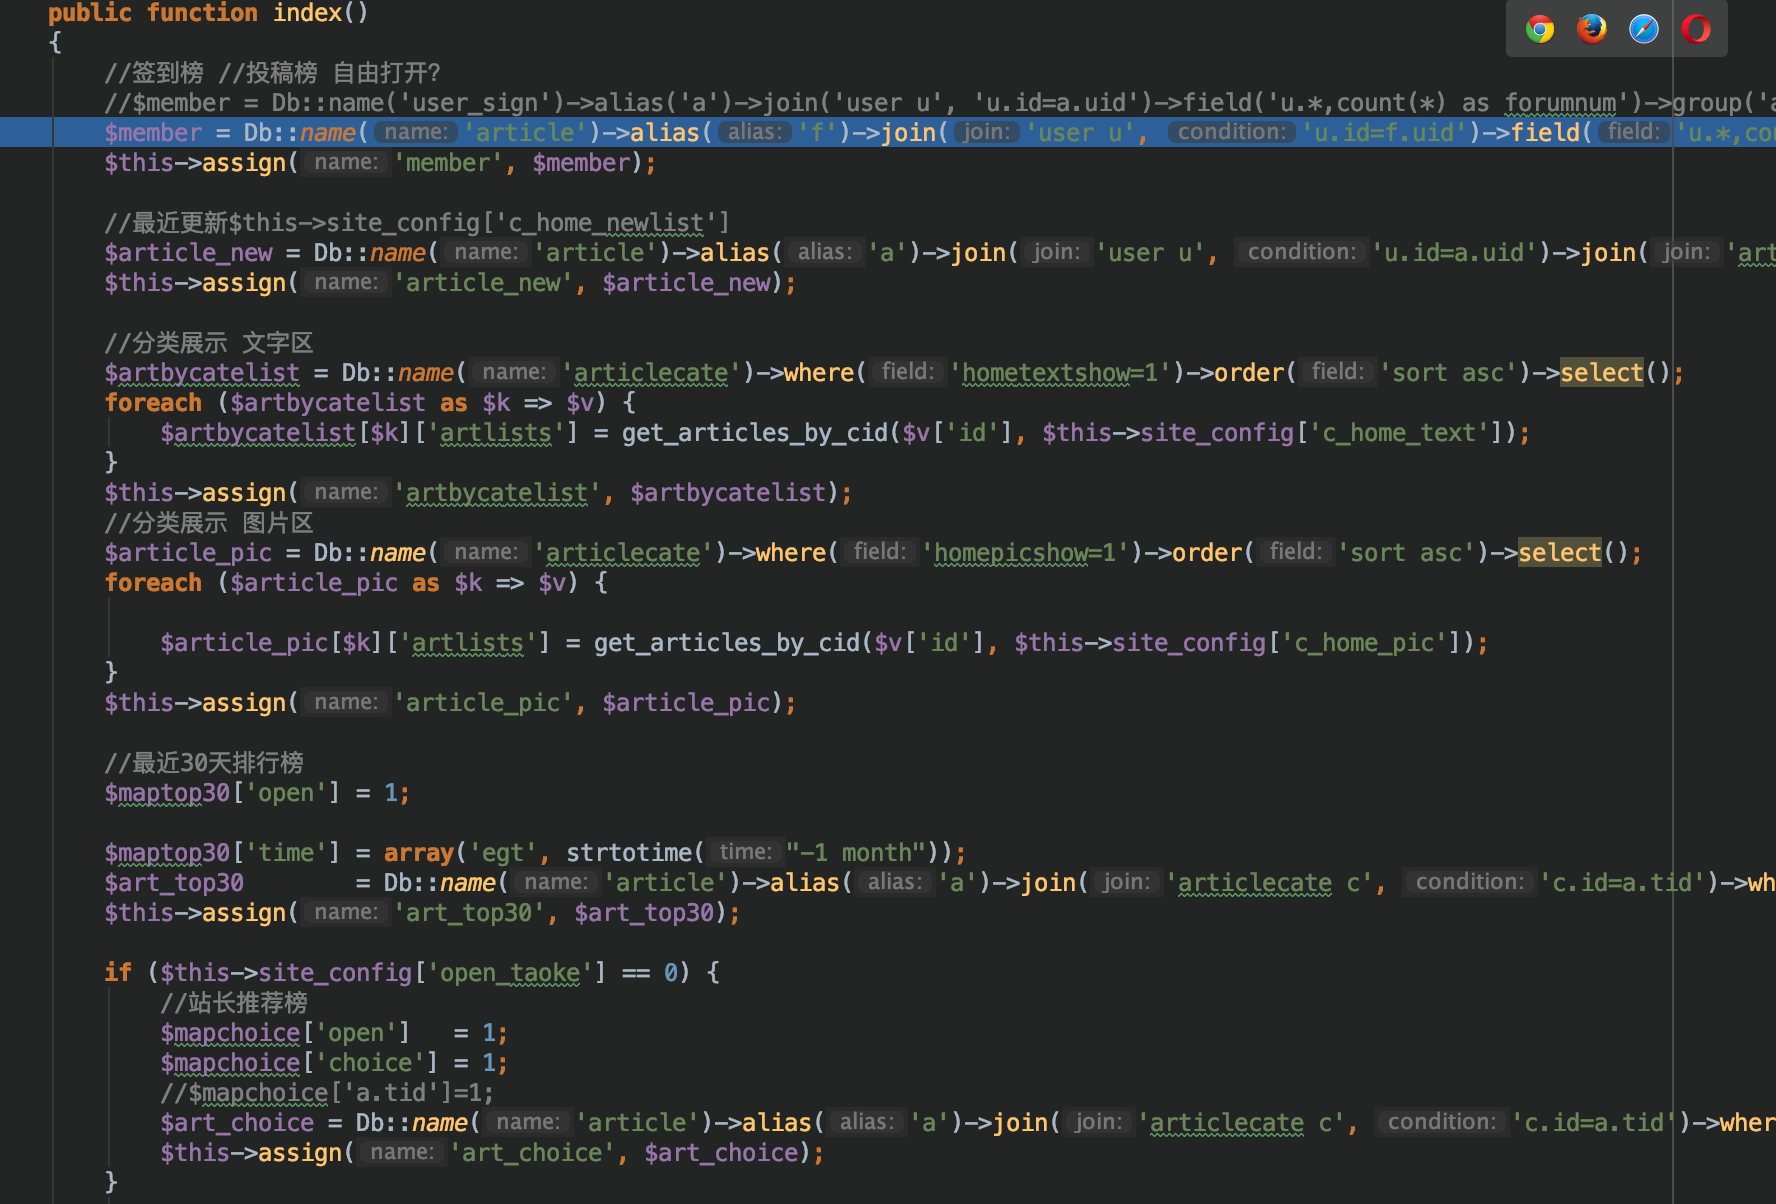 public function index()
{
//签到榜 //投稿榜 自由打开?
//$member = Db::name('user_sign')->alias('a')->join('user u', 'u.id=a.uid')->field('u.*,count(*) as forumnum')->group('a
$member = Db::name( name: 'article')->alias( alias: 'f')->join( join: 'user u', condition: 'u.id=f.uid')->field( field: 'u.*,cou
$this->assign( name: 'member', $member);
//最近更新$this->site_config['c_home_newlist']
$article_new = Db::name( name: 'article')->alias( alias: 'a')->join( join: 'user u', condition: 'u.id=a.uid')->join( join: 'art
$this->assign( name: 'article_new', $article_new);
//分类展示 文字区
$artbycatelist = Db::name( name: 'articlecate')->where( field: 'hometextshow=1')->order( field: 'sort asc')->select();
foreach ($artbycatelist as $k => $v) {
$artbycatelist[$k]['artlists'] = get_articles_by_cid($v['id'], $this->site_config['c_home_text']);
}
$this->assign( name: 'artbycatelist', $artbycatelist);
//分类展示 图片区
$article_pic = Db::name( name: 'articlecate')->where( field: 'homepicshow=1')->order( field: 'sort asc')->select();
foreach ($article_pic as $k => $v) {
$article_pic[$k]['artlists'] = get_articles_by_cid($v['id'], $this->site_config['c_home_pic']);
}
$this->assign( name: 'article_pic', $article_pic);
//最近30天排行榜
$maptop30['open'] = 1;
$maptop30['time'] = array('egt', strtotime( time: "-1 month"));
$art_top30        = Db::name( name: 'article')->alias( alias: 'a')->join( join: 'articlecate c', condition: 'c.id=a.tid')->wh
$this->assign( name: 'art_top30', $art_top30);
if ($this->site_config['open_taoke'] == 0) {
//站长推荐榜
$mapchoice['open']   = 1;
$mapchoice['choice'] = 1;
//$mapchoice['a.tid']=1;
$art_choice = Db::name( name: 'article')->alias( alias: 'a')->join( join: 'articlecate c', condition: 'c.id=a.tid')->wher
$this->assign( name: 'art_choice', $art_choice);
}